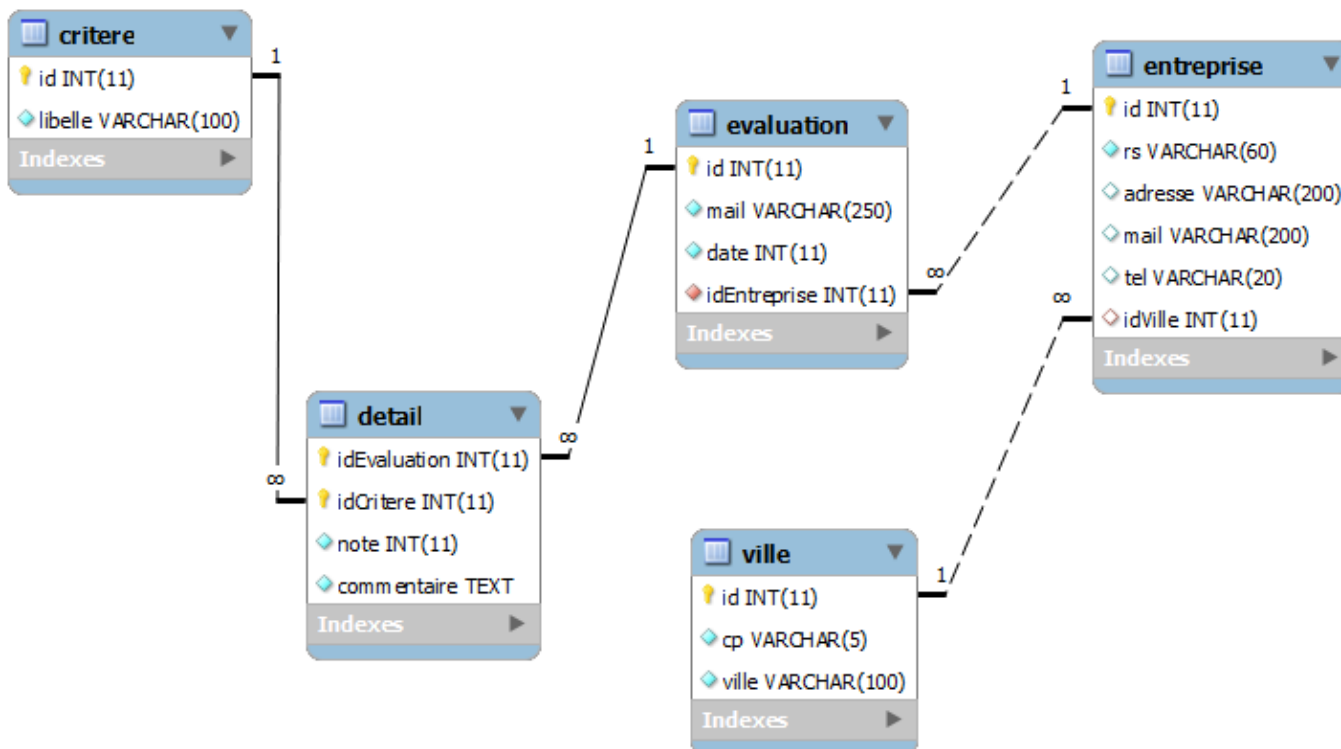 critere
id INT(11)
libelle VARCHAR(100)
Indexes
1
∞
detail
idEvaluation INT(11)
idCritere INT(11)
note INT(11)
commentaire TEXT
Indexes
∞
1
evaluation
id INT(11)
mail VARCHAR(250)
date INT(11)
idEntreprise INT(11)
Indexes
∞
1
entreprise
id INT(11)
rs VARCHAR(60)
adresse VARCHAR(200)
mail VARCHAR(200)
tel VARCHAR(20)
idVille INT(11)
Indexes
∞
1
ville
id INT(11)
cp VARCHAR(5)
ville VARCHAR(100)
Indexes